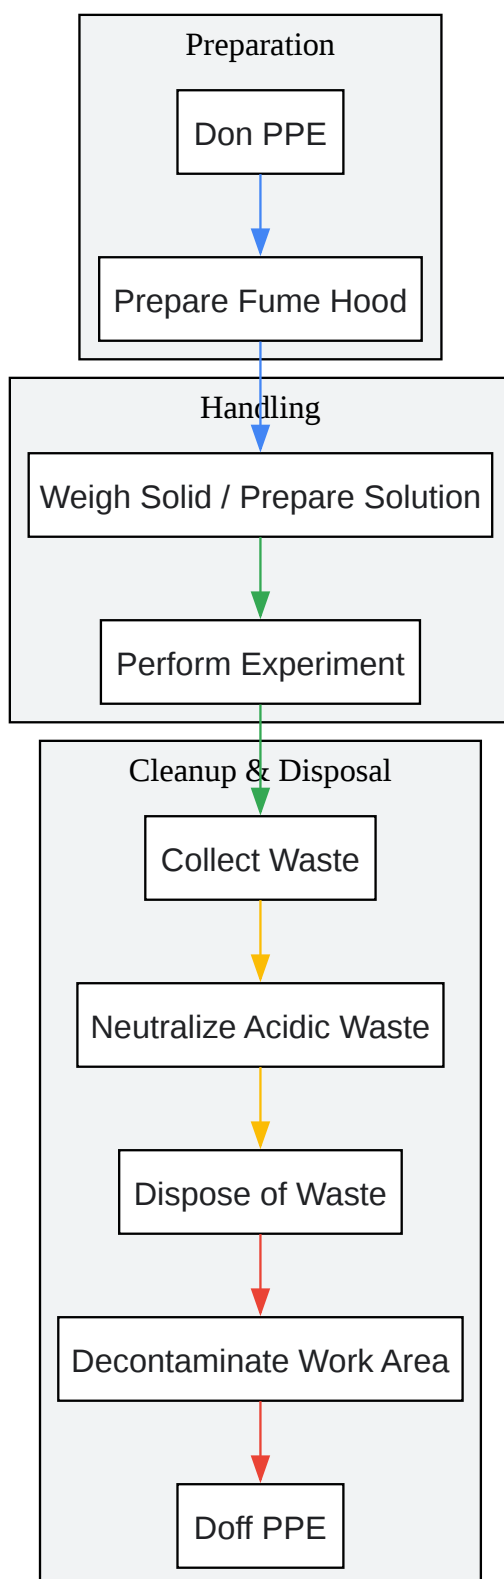 Preparation
Don PPE
Prepare Fume Hood
Handling
Weigh Solid / Prepare Solution
Perform Experiment
Cleanup & Disposal
Collect Waste
Neutralize Acidic Waste
Dispose of Waste
Decontaminate Work Area
Doff PPE